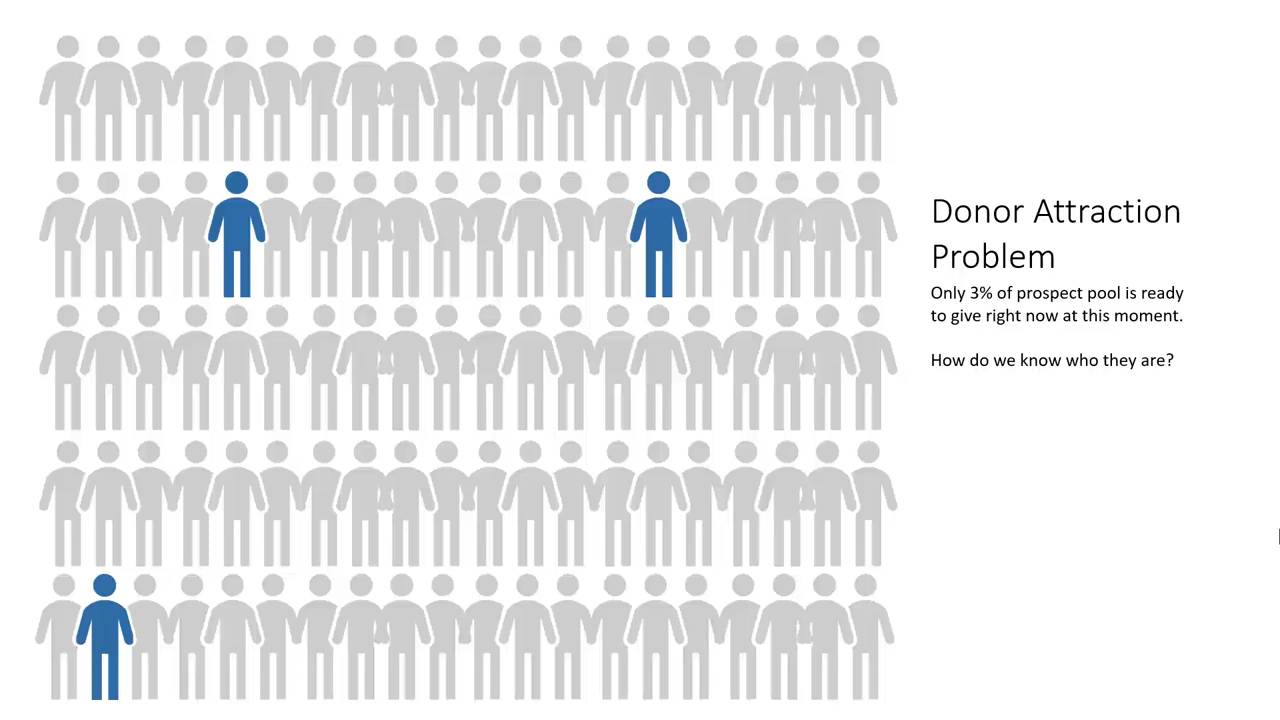 Donor Attraction
Problem
Only 3% of prospect pool is ready
to give right now at this moment.
How do we know who they are?